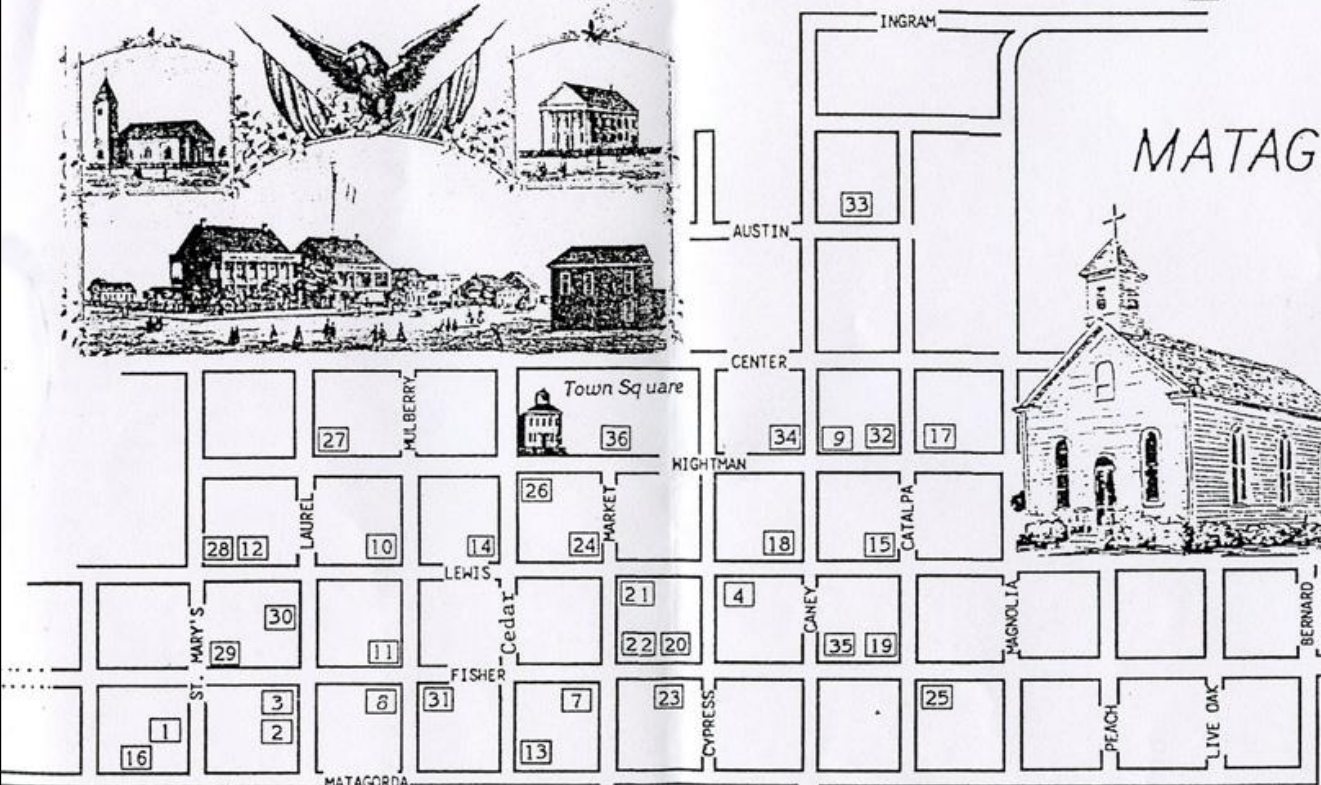 INGRAM
MATAG
33
AUSTIN
CENTER
Town Square
MULBERRY
27
36
34
9
32
17
WIGHTMAN
26
LAUREL
MARKET
CATALPA
28
12
10
14
24
18
15
LEWIS
ST. MARY'S
30
Cedar
21
4
CANEY
MAGNOLIA
BERNARD
29
11
22
20
35
19
FISHER
3
8
31
7
23
25
1
2
CYPRESS
PEACH
LIVE OAK
16
13
MATAGORDA